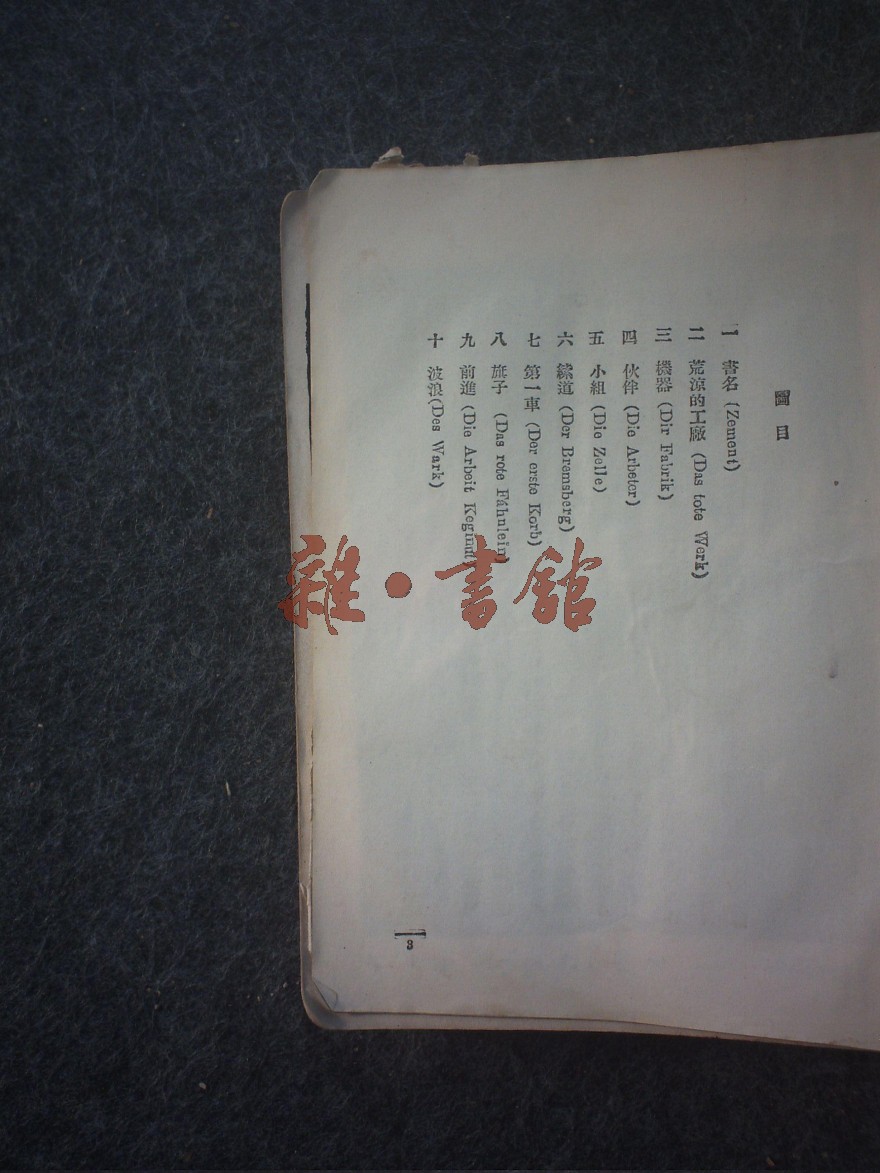 圖目
一 書名 (Zement)
二 荒涼的工廠 (Das tote Werk)
三 機器 (Dir Fabrik)
四 伙伴 (Die Arbeter)
五 小組 (Die Zelle)
六 纜道 (Der Bremsberg)
七 第一車 (Der erste Korb)
八 旗子 (Das rote Fáhnlein)
九 前進 (Die Arbeit
十 波浪 (Des Wark)
3
雜·書館